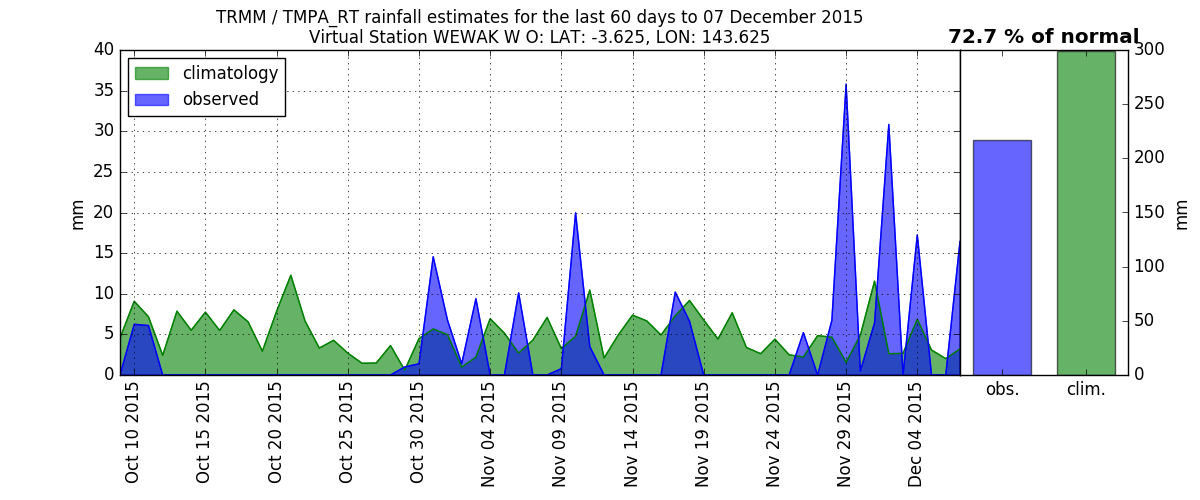 TRMM / TMPA_RT rainfall estimates for the last 60 days to 07 December 2015
Virtual Station WEWAK W O: LAT: -3.625, LON: 143.625
72.7 % of normal
climatology
observed
40
35
30
25
20
15
10
5
0
mm
300
250
200
150
100
50
0
mm
obs.
clim.
Oct 10 2015
Oct 15 2015
Oct 20 2015
Oct 25 2015
Oct 30 2015
Nov 04 2015
Nov 09 2015
Nov 14 2015
Nov 19 2015
Nov 24 2015
Nov 29 2015
Dec 04 2015